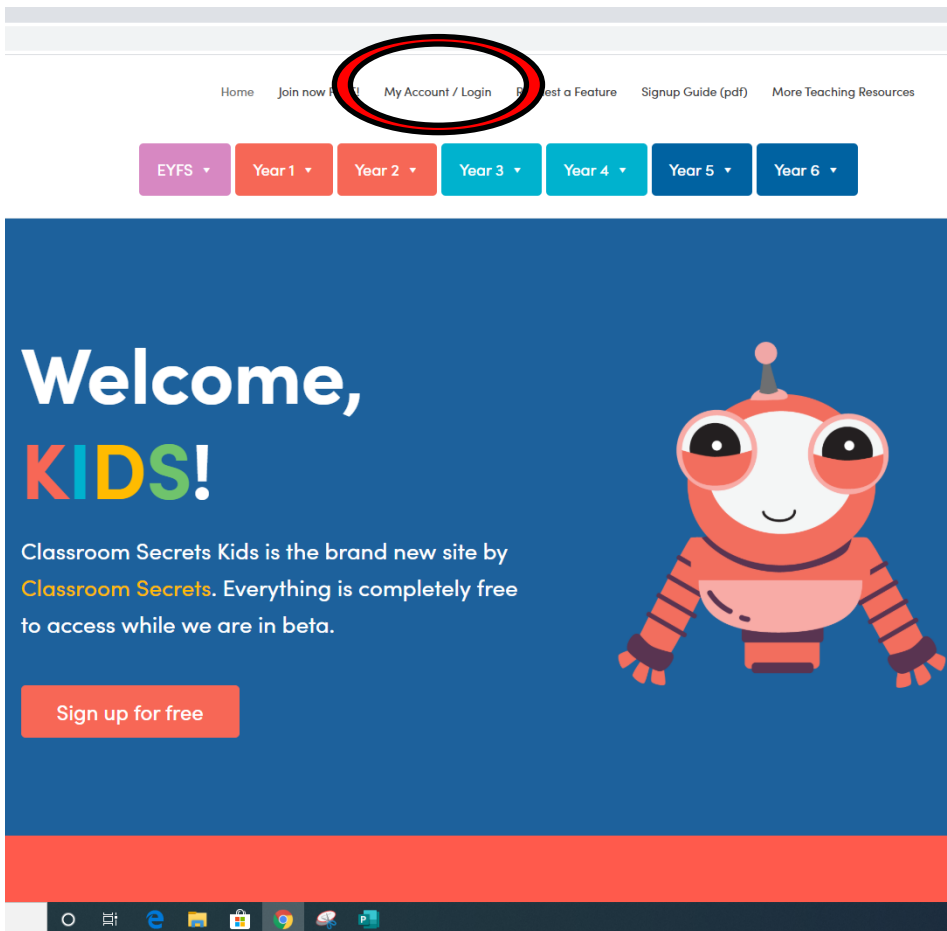 Home Join now My Account / Login est a Feature Signup Guide (pdf) More Teaching Resources
EYFS Year 1 Year 2 Year 3 Year 4 Year 5 Year 6
Welcome,
KIDS!
Classroom Secrets Kids is the brand new site by
Classroom Secrets. Everything is completely free
to access while we are in beta.
Sign up for free